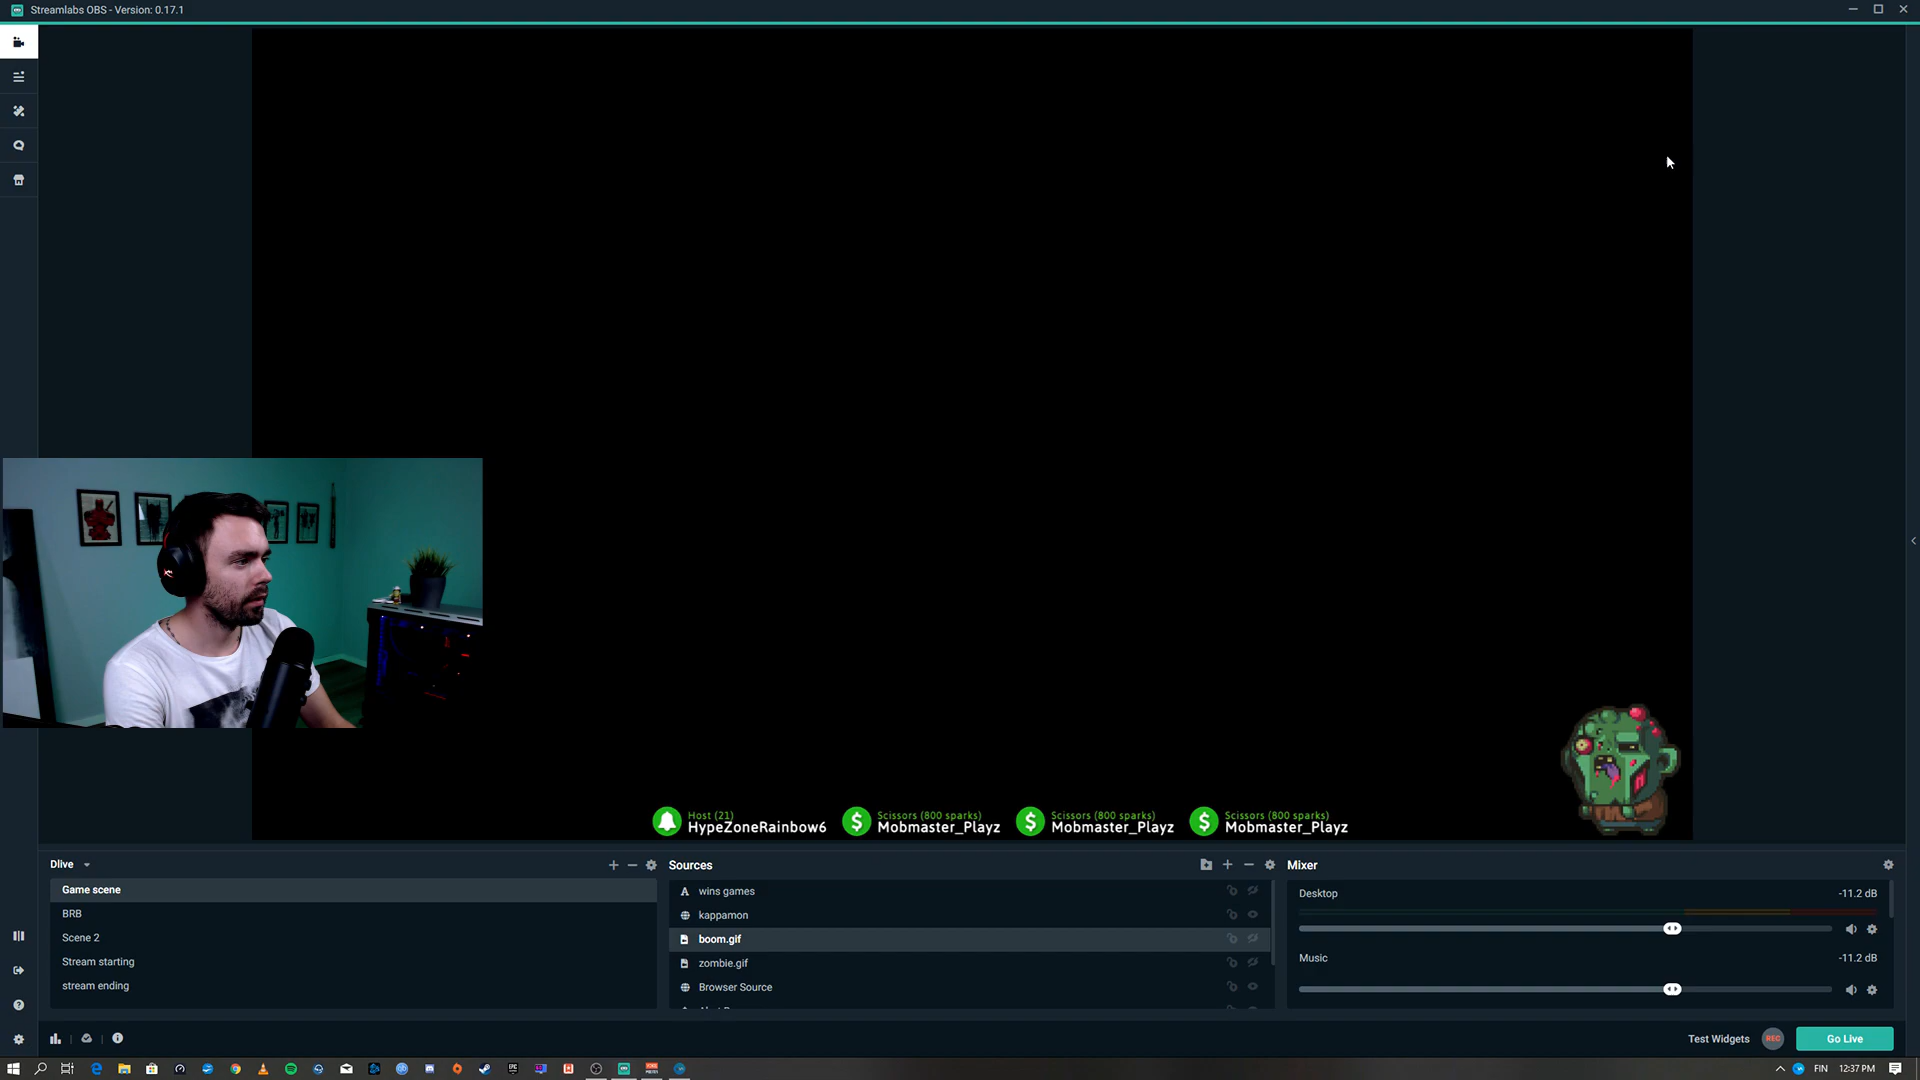 Streamlabs OBS - Version: 0.17.1
Host (21)
HypeZoneRainbow6
Scissors (800 sparks)
Mobmaster_Playz
Scissors (800 sparks)
Mobmaster_Playz
Scissors (800 sparks)
Mobmaster_Playz
Dlive
Game scene
BRB
Scene 2
Stream starting
stream ending
Sources
wins games
kappamon
boom.gif
zombie.gif
Browser Source
Mixer
Desktop
-11.2 dB
Music
-11.2 dB
Test Widgets
REC
Go Live
FIN
12:37 PM